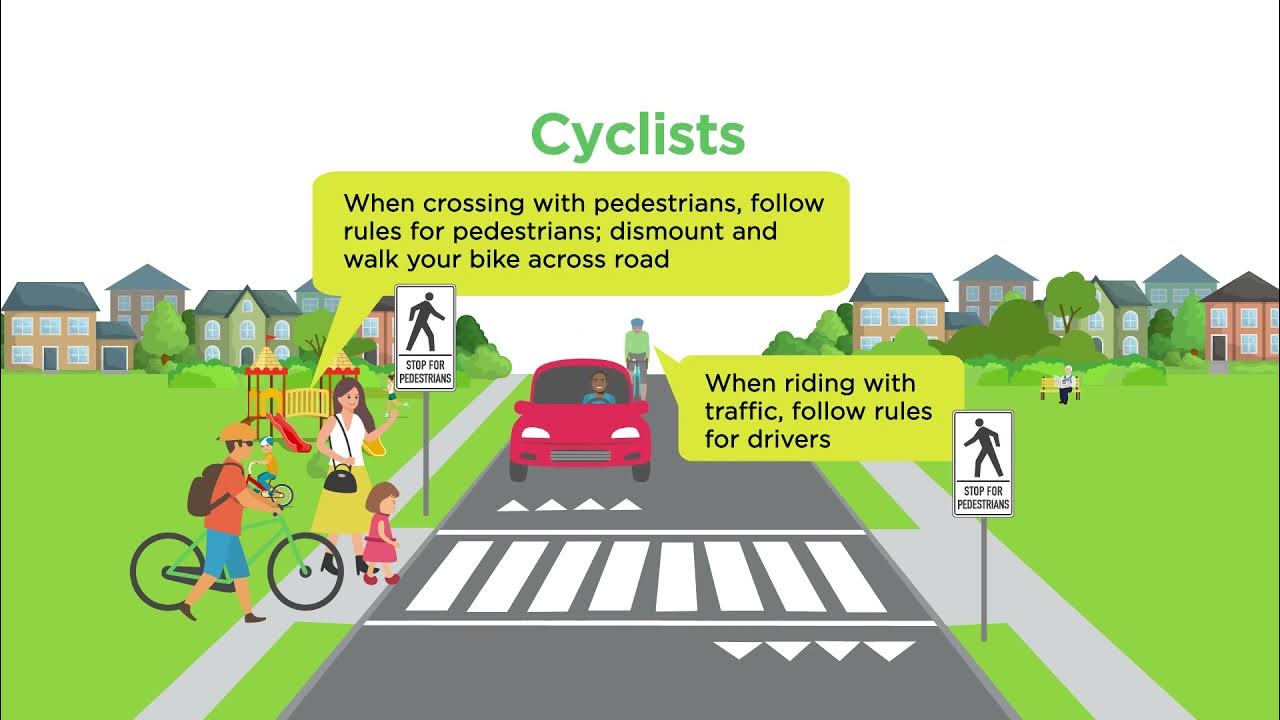 Cyclists
When crossing with pedestrians, follow
rules for pedestrians; dismount and
walk your bike across road
STOP FOR
PEDESTRIANS
When riding with
traffic, follow rules
for drivers
STOP FOR
PEDESTRIANS